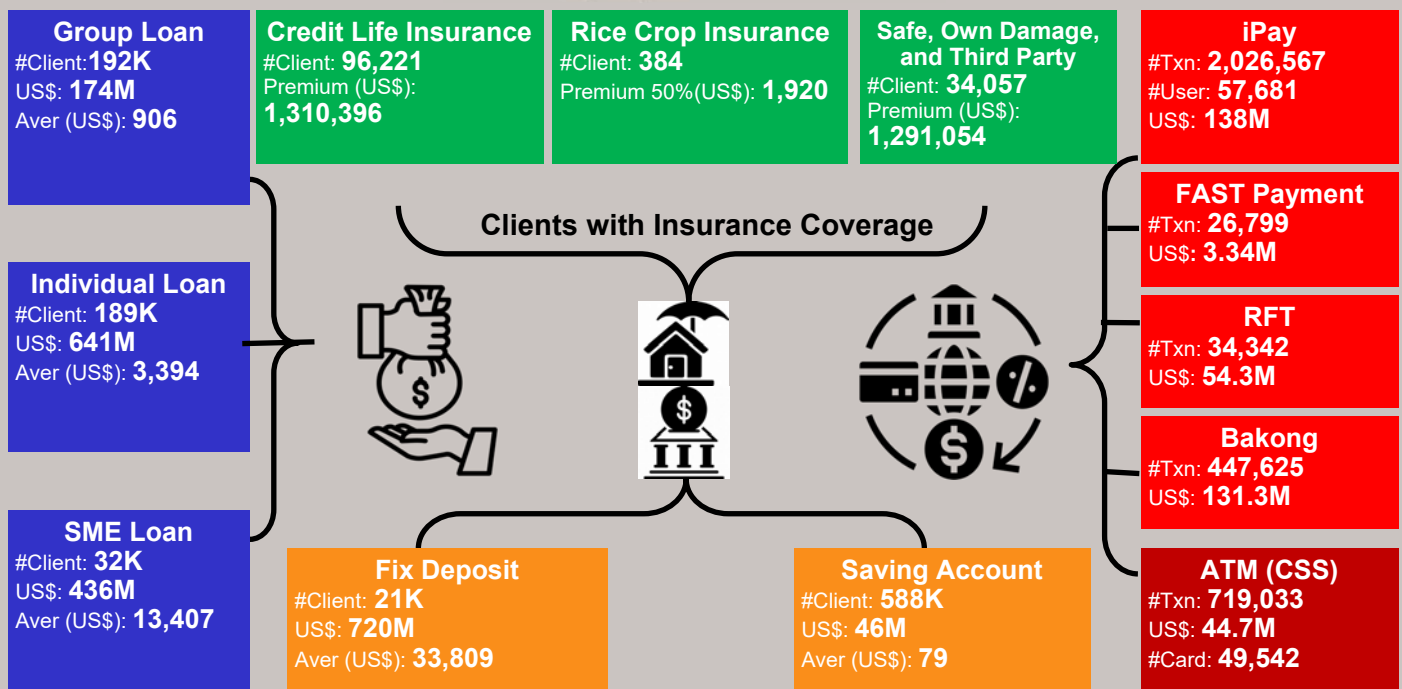 Group Loan
#Client:192K
US$: 174M
Aver (US$): 906
Credit Life Insurance
#Client: 96,221
Premium (US$):
1,310,396
Rice Crop Insurance
#Client: 384
Premium 50%(US$): 1,920
Safe, Own Damage,
and Third Party
#Client: 34,057
Premium (US$):
1,291,054
iPay
#Txn: 2,026,567
#User: 57,681
US$: 138M
FAST Payment
#Txn: 26,799
US$: 3.34M
Clients with Insurance Coverage
Individual Loan
#Client: 189K
US$: 641M
Aver (US$): 3,394
$
$
%
$
RFT
#Txn: 34,342
US$: 54.3M
Bakong
#Txn: 447,625
US$: 131.3M
SME Loan
#Client: 32K
US$: 436M
Aver (US$): 13,407
Fix Deposit
#Client: 21K
US$: 720M
Aver (US$): 33,809
Saving Account
#Client: 588K
US$: 46M
Aver (US$): 79
ATM (CSS)
#Txn: 719,033
US$: 44.7M
#Card: 49,542